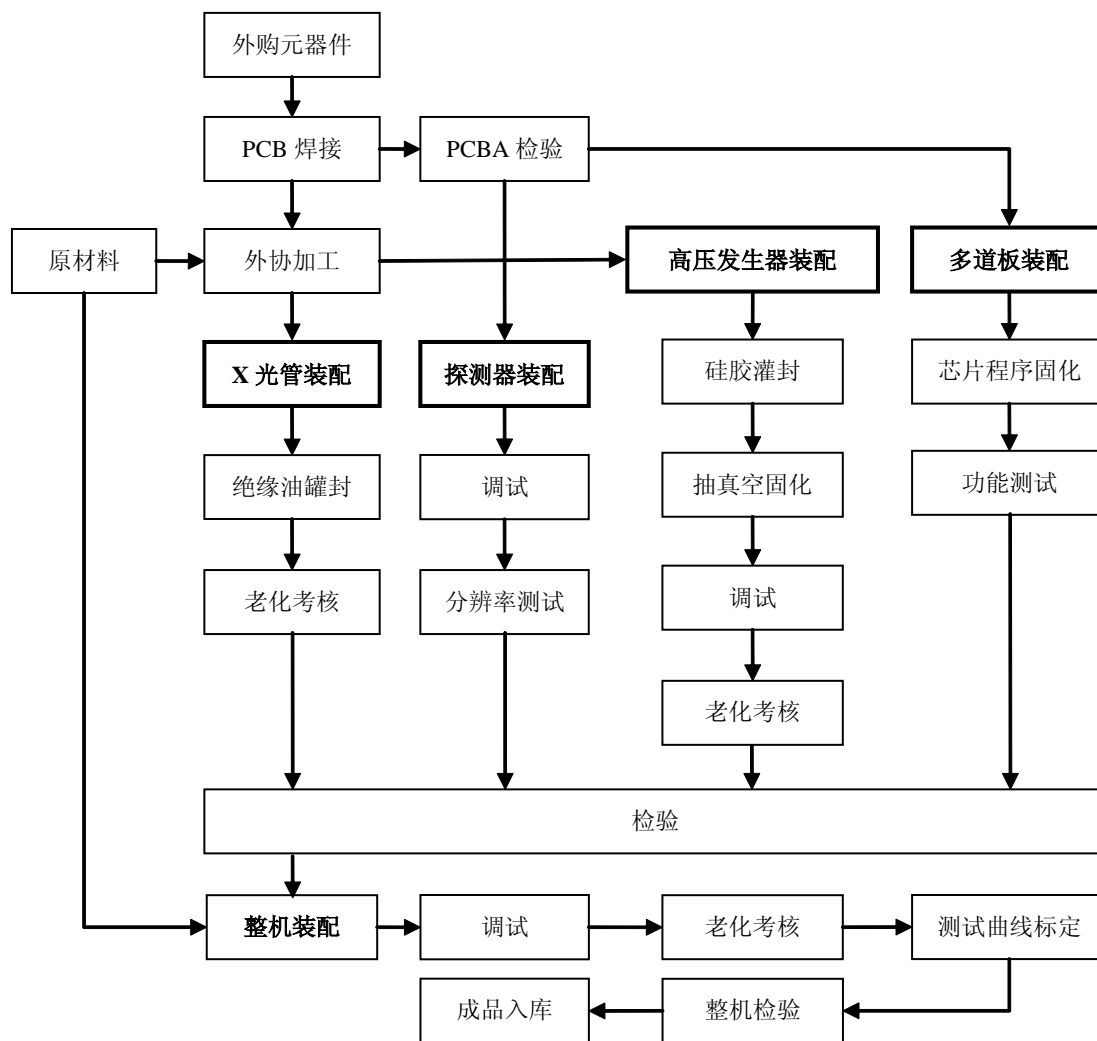 外购元器件
PCB 焊接
PCBA 检验
原材料
外协加工
高压发生器装配
多道板装配
X 光管装配
探测器装配
硅胶灌封
芯片程序固化
绝缘油罐封
调试
抽真空固化
功能测试
老化考核
分辨率测试
调试
老化考核
检验
整机装配
调试
老化考核
测试曲线标定
成品入库
整机检验